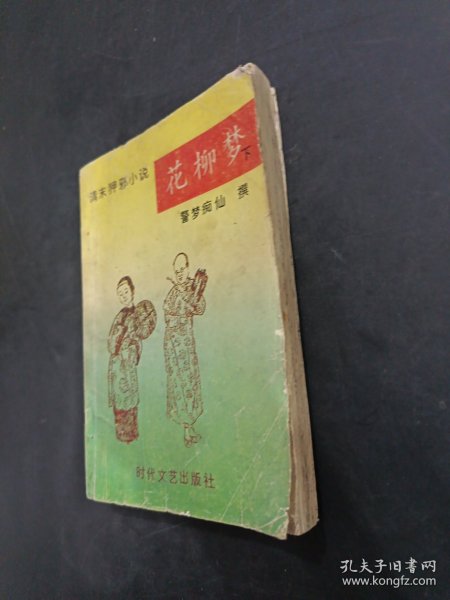 清末狎邪小说
花柳梦
下
警梦痴仙 撰
时代文艺出版社
孔夫子旧书网
www.kongfz.com